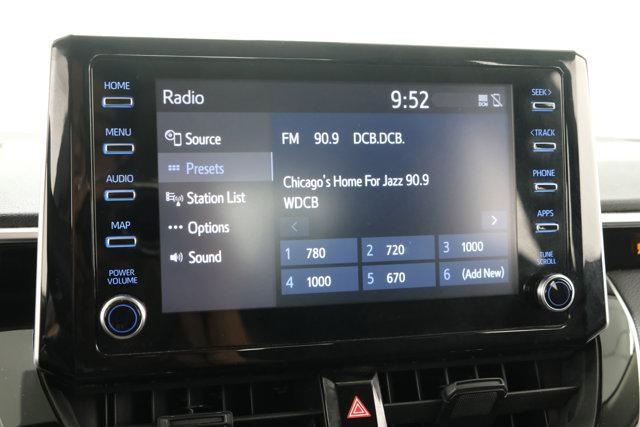 HOME
MENU
AUDIO
MAP
POWER
VOLUME
Radio
9:52
DCM
Source
Presets
Station List
Options
Sound
FM 90.9 DCB.DCB.
Chicago's Home For Jazz 90.9
WDCB
< >
1 780 2 720 3 1000
4 1000 5 670 6 (Add New)
SEEK>
<TRACK
PHONE
APPS
TUNE
SCROLL